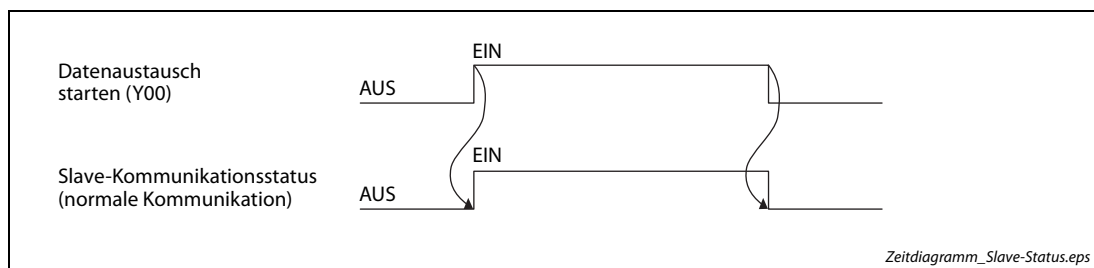 EIN
Datenaustausch
starten (Y00)
AUS
EIN
Slave-Kommunikationsstatus
(normale Kommunikation)
AUS
Zeitdiagramm_Slave-Status.eps